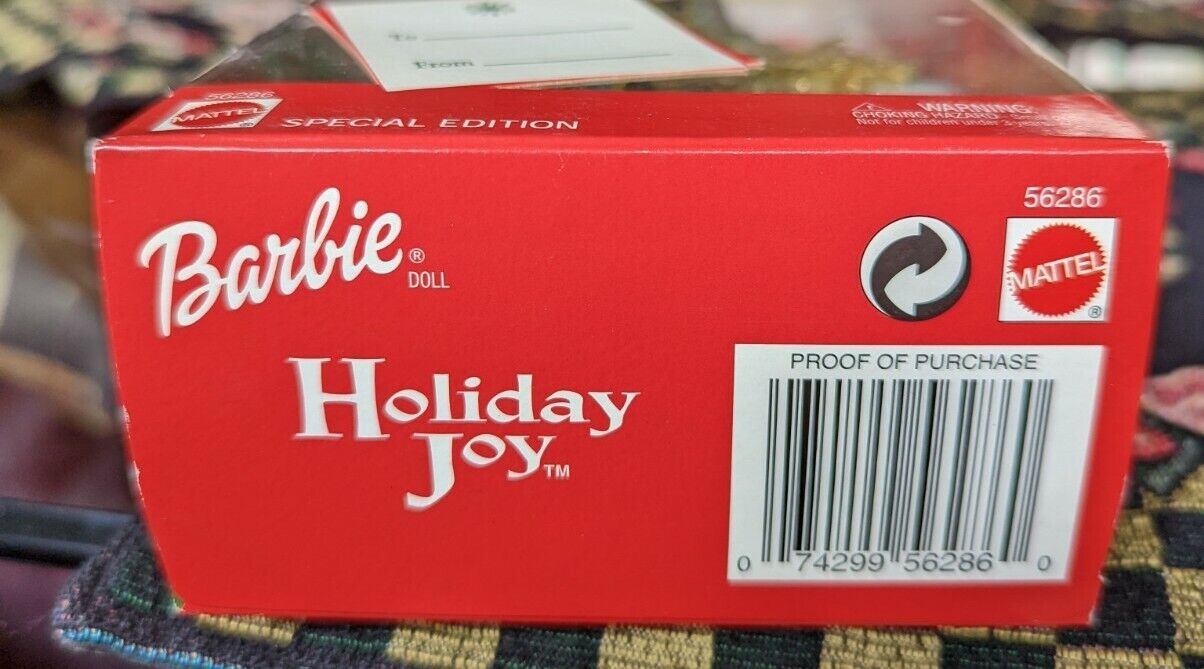 To
From
56286
MATTEL
SPECIAL EDITION
WARNING:
CHOKING HAZARD -
Not for children under 3 years
56286
Barbie®
DOLL
MATTEL
®
Holiday
Joy™
PROOF OF PURCHASE
0 74299 56286 0